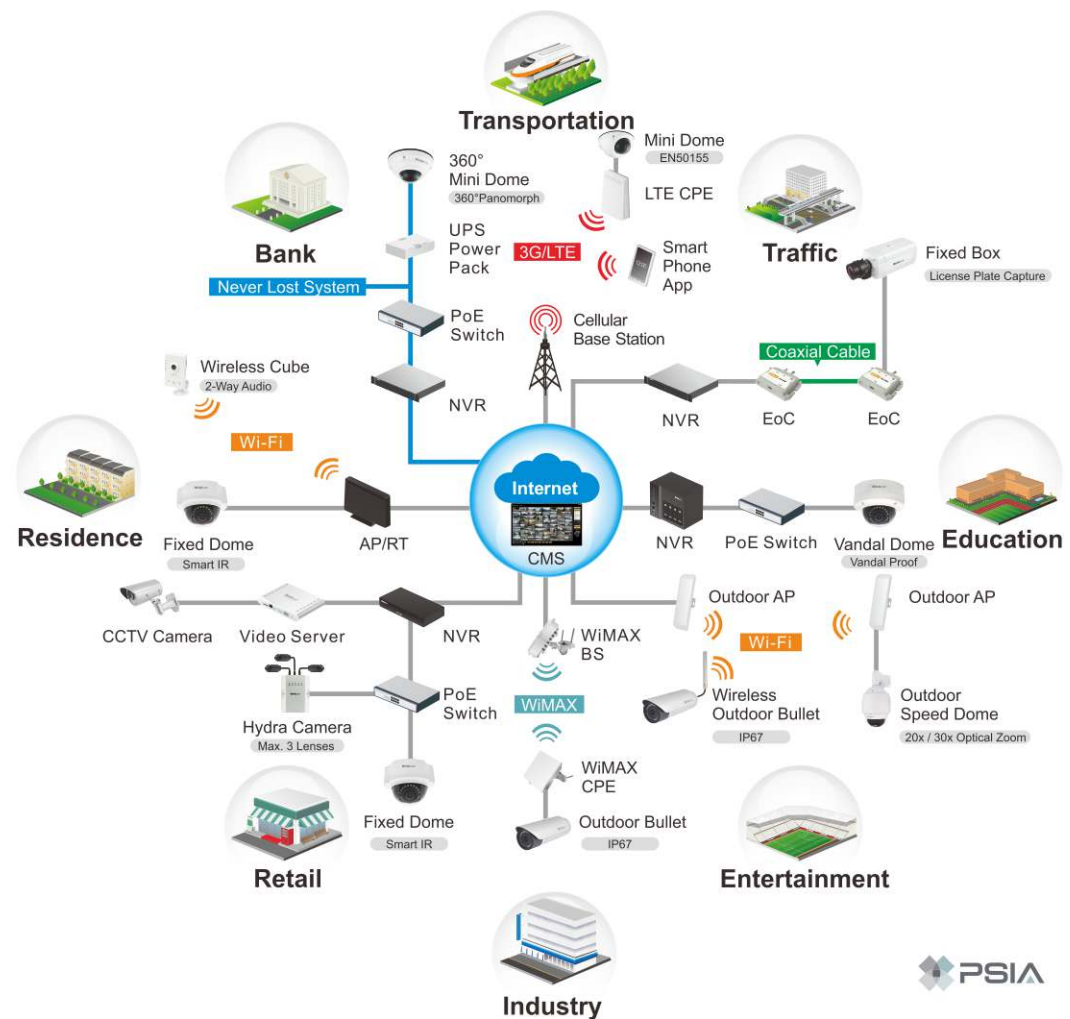 Transportation
Mini Dome
EN50155
LTE CPE
360°
Mini Dome
360°Panomorph
Bank
UPS
Power
Pack
3G/LTE
Smart
Phone
App
Traffic
Fixed Box
License Plate Capture
Never Lost System
PoE
Switch
Cellular
Base Station
Coaxial Cable
Wireless Cube
2-Way Audio
NVR
NVR
EoC
EoC
Wi-Fi
Internet
CMS
Residence
Fixed Dome
Smart IR
AP/RT
NVR
PoE Switch
Vandal Dome
Vandal Proof
Education
CCTV Camera
Video Server
NVR
WiMAX
BS
Outdoor AP
Outdoor AP
Wi-Fi
Hydra Camera
Max. 3 Lenses
PoE
Switch
WiMAX
Wireless
Outdoor Bullet
IP67
Outdoor
Speed Dome
20x / 30x Optical Zoom
WiMAX
CPE
Fixed Dome
Smart IR
Outdoor Bullet
IP67
Retail
Entertainment
Industry
PSIA